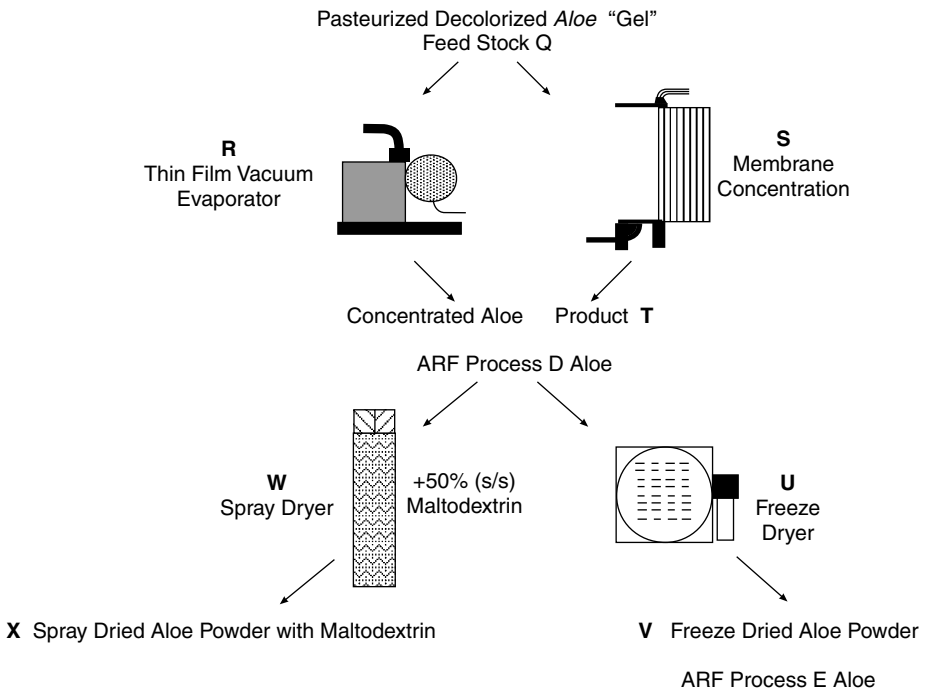 Pasteurized Decolorized Aloe “Gel”
Feed Stock Q
R
Thin Film Vacuum
Evaporator
S
Membrane
Concentration
Concentrated Aloe
Product T
ARF Process D Aloe
W
Spray Dryer
+50% (s/s)
Maltodextrin
U
Freeze
Dryer
X Spray Dried Aloe Powder with Maltodextrin
V Freeze Dried Aloe Powder
ARF Process E Aloe